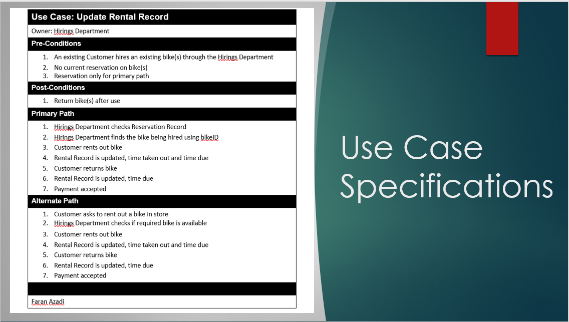 Use Case: Update Rental Record
Owner: Hirings Department
Pre-Conditions
1. An existing Customer hires an existing bike(s) through the Hirings Department
2. No current reservation on bike(s)
3. Reservation only for primary path
Post-Conditions
1. Return bike(s) after use
Primary Path
1. Hirings Department checks Reservation Record
2. Hirings Department finds the bike being hired using bikeID
3. Customer rents out bike
4. Rental Record is updated, time taken out and time due
5. Customer returns bike
6. Rental Record is updated, time due
7. Payment accepted
Alternate Path
1. Customer asks to rent out a bike in store
2. Hirings Department checks if required bike is available
3. Customer rents out bike
4. Rental Record is updated, time taken out and time due
5. Customer returns bike
6. Rental Record is updated, time due
7. Payment accepted
Faran Azadi
Use Case
Specifications